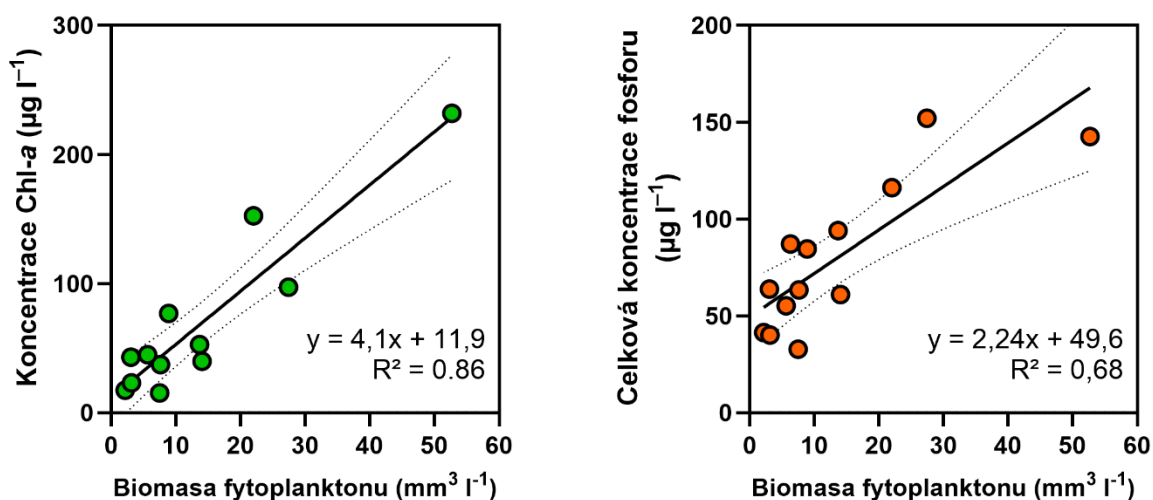 Koncentrace Chl-a (µg l⁻¹)
300
200
100
0
y = 4,1x + 11,9
R² = 0.86
0 10 20 30 40 50 60
Biomasa fytoplanktonu (mm³ l⁻¹)
Celková koncentrace fosforu
(µg l⁻¹)
200
150
100
50
0
y = 2,24x + 49,6
R² = 0,68
0 10 20 30 40 50 60
Biomasa fytoplanktonu (mm³ l⁻¹)